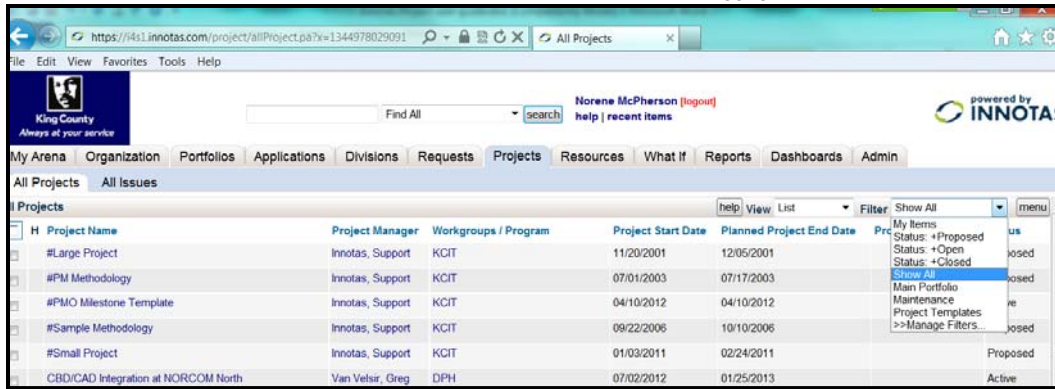 https://i4s1.innotas.com/project/allProject.pa?x=1344978029091 All Projects
File Edit View Favorites Tools Help
King County
Always at your service
Find All search
Norene McPherson [logout]
help | recent items
powered by
INNOTA
My Arena Organization Portfolios Applications Divisions Requests Projects Resources What If Reports Dashboards Admin
All Projects All Issues
ll Projects help View List Filter Show All menu
H Project Name Project Manager Workgroups / Program Project Start Date Planned Project End Date Pro us
My Items
Status: +Proposed
Status: +Open
Status: +Closed
Show All
Main Portfolio
Maintenance
Project Templates
>>Manage Filters...
#Large Project Innotas, Support KCIT 11/20/2001 12/05/2001 osed
#PM Methodology Innotas, Support KCIT 07/01/2003 07/17/2003 osed
#PMO Milestone Template Innotas, Support KCIT 04/10/2012 04/10/2012 ve
#Sample Methodology Innotas, Support KCIT 09/22/2006 10/10/2006 osed
#Small Project Innotas, Support KCIT 01/03/2011 02/24/2011 Proposed
CBD/CAD Integration at NORCOM North Van Velsir, Greg DPH 07/02/2012 01/25/2013 Active